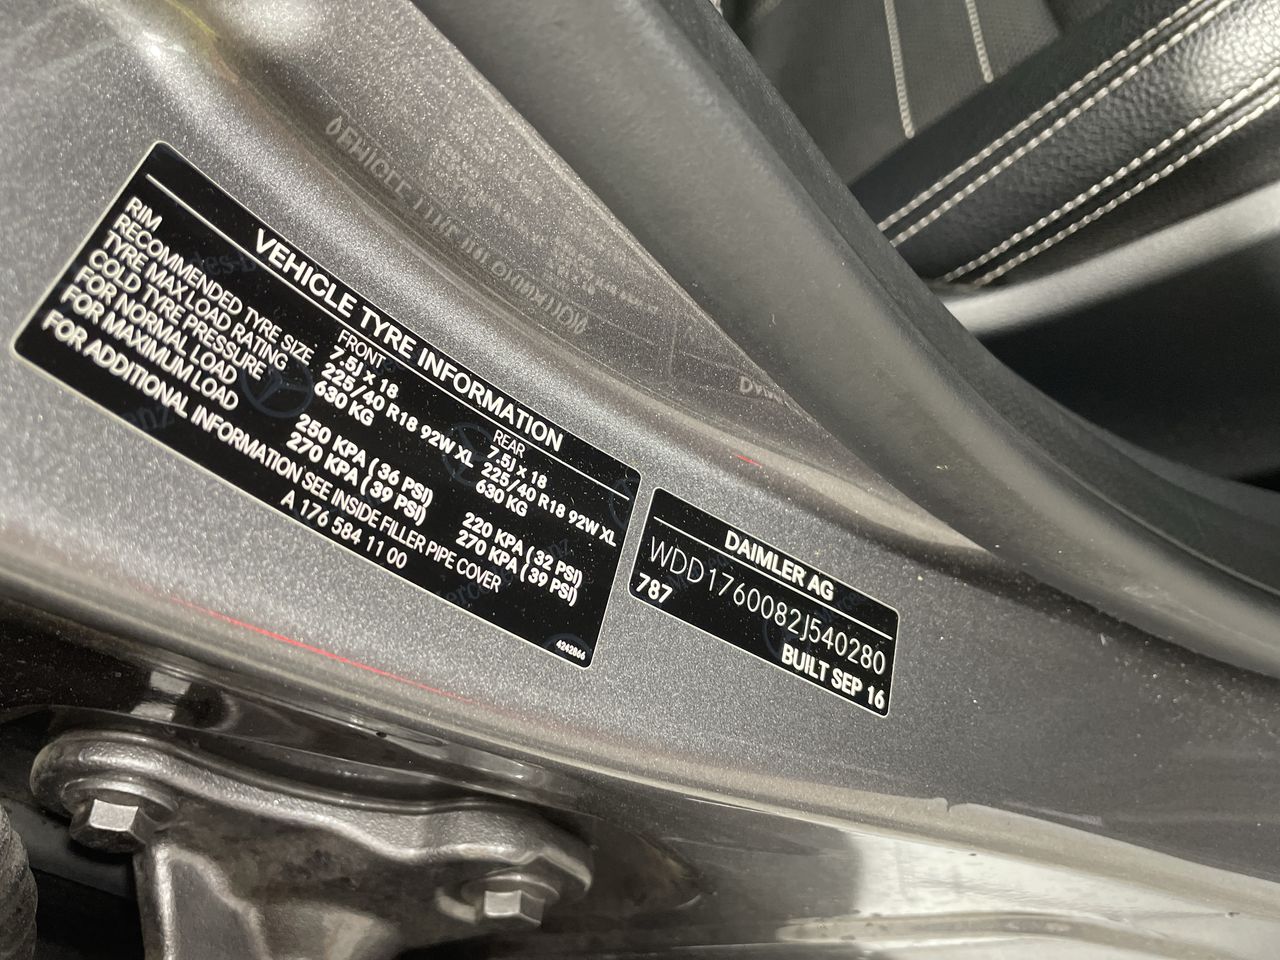 VEHICLE TYRE INFORMATION
FRONT REAR
RIM 7.5J X 18 7.5J X 18
RECOMMENDED TYRE SIZE 225/40 R18 92W XL 225/40 R18 92W XL
TYRE MAX LOAD RATING 630 KG 630 KG
COLD TYRE PRESSURE
FOR NORMAL LOAD 250 KPA ( 36 PSI) 220 KPA ( 32 PSI)
FOR MAXIMUM LOAD 270 KPA ( 39 PSI) 270 KPA ( 39 PSI)
FOR ADDITIONAL INFORMATION SEE INSIDE FILLER PIPE COVER
A 176 584 11 00
4242866
DAIMLER AG
WDD1760082J540280
787
BUILT SEP 16